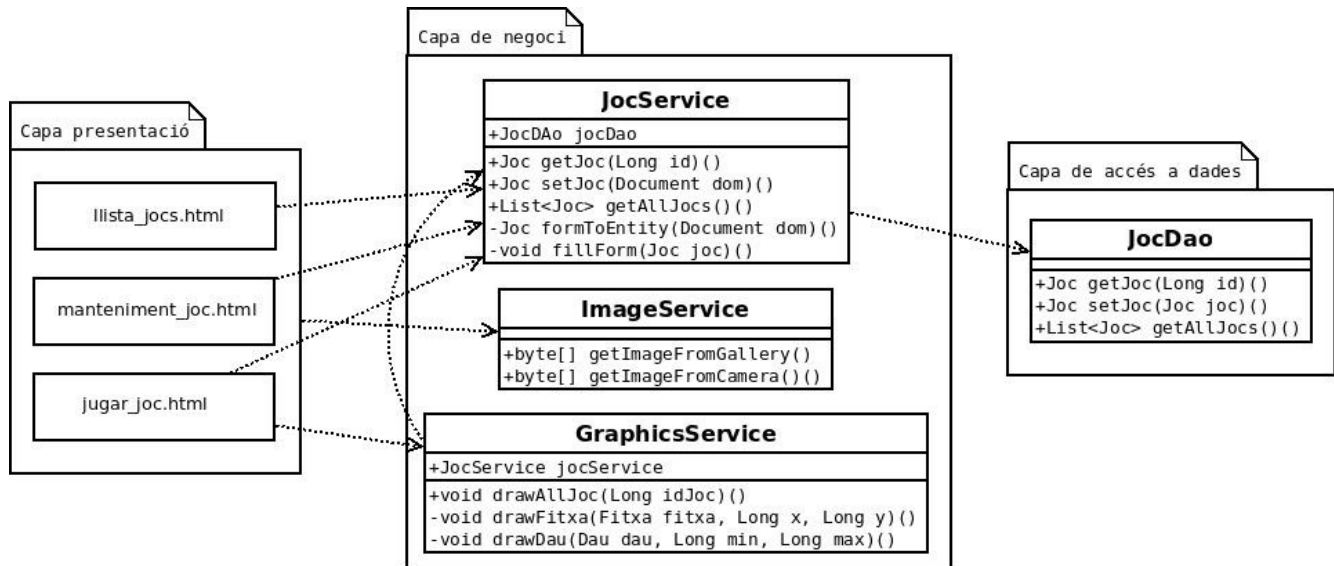 Capa presentació
llista_jocs.html
manteniment_joc.html
jugar_joc.html
Capa de negoci
JocService
+JocDAo jocDao
+Joc getJoc(Long id)()
+Joc setJoc(Document dom)()
+List<Joc> getAllJocs()()
-Joc formToEntity(Document dom)()
-void fillForm(Joc joc)()
ImageService
+byte[] getImageFromGallery()
+byte[] getImageFromCamera()()
GraphicsService
+JocService jocService
+void drawAllJoc(Long idJoc)()
-void drawFitxa(Fitxa fitxa, Long x, Long y)()
-void drawDau(Dau dau, Long min, Long max)()
Capa de accés a dades
JocDao
+Joc getJoc(Long id)()
+Joc setJoc(Joc joc)()
+List<Joc> getAllJocs()()